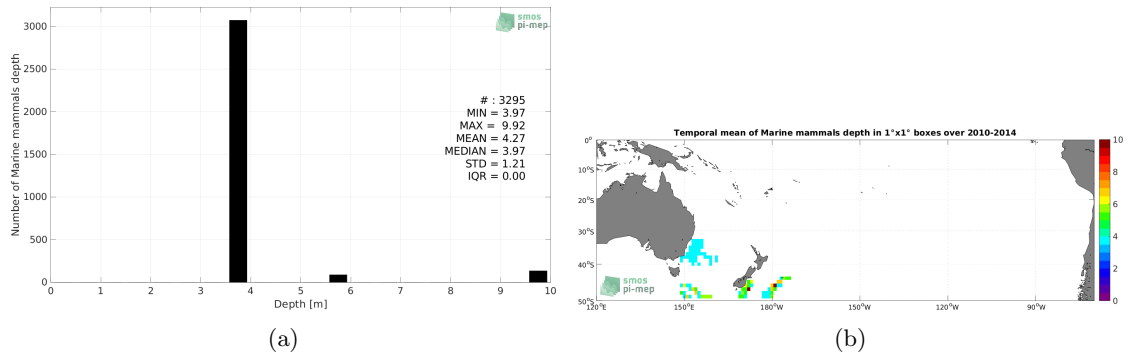 smos
pi-mep
Number of Marine mammals depth
3000
2500
2000
1500
1000
500
0
# : 3295
MIN = 3.97
MAX = 9.92
MEAN = 4.27
MEDIAN = 3.97
STD = 1.21
IQR = 0.00
0 1 2 3 4 5 6 7 8 9 10
Depth [m]
(a)
Temporal mean of Marine mammals depth in 1°x1° boxes over 2010-2014
0°
10°S
20°S
30°S
40°S
50°S
120°E 150°E 180°W 150°W 120°W 90°W
smos
pi-mep
10
8
6
4
2
0
(b)